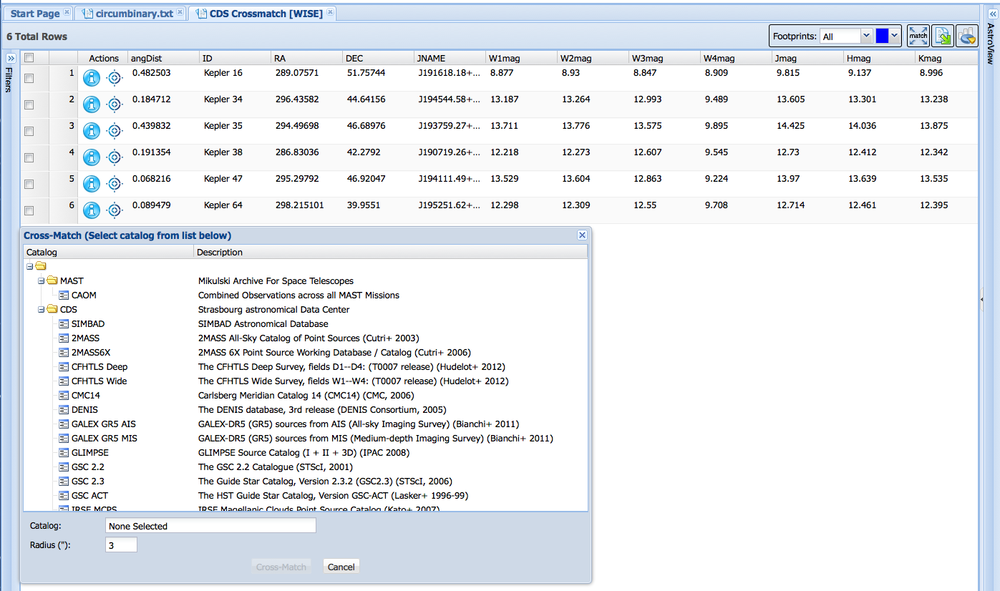 Start Page circumbinary.txt CDS Crossmatch [WISE]
6 Total Rows Footprints: All match
AstroView
Filters
Actions angDist ID RA DEC JNAME W1mag W2mag W3mag W4mag Jmag Hmag Kmag
1 0.482503 Kepler 16 289.07571 51.75744 J191618.18+... 8.877 8.93 8.847 8.909 9.815 9.137 8.996
2 0.184712 Kepler 34 296.43582 44.64156 J194544.58+... 13.187 13.264 12.993 9.489 13.605 13.301 13.238
3 0.439832 Kepler 35 294.49698 46.68976 J193759.27+... 13.711 13.776 13.575 9.895 14.425 14.036 13.875
4 0.191354 Kepler 38 286.83036 42.2792 J190719.26+... 12.218 12.273 12.607 9.545 12.73 12.412 12.342
5 0.068216 Kepler 47 295.29792 46.92047 J194111.49+... 13.529 13.604 12.863 9.224 13.97 13.639 13.535
6 0.089479 Kepler 64 298.215101 39.9551 J195251.62+... 12.298 12.309 12.55 9.708 12.714 12.461 12.395
Cross-Match (Select catalog from list below)
Catalog Description
MAST Mikulski Archive For Space Telescopes
CAOM Combined Observations across all MAST Missions
CDS Strasbourg astronomical Data Center
SIMBAD SIMBAD Astronomical Database
2MASS 2MASS All-Sky Catalog of Point Sources (Cutri+ 2003)
2MASS6X 2MASS 6X Point Source Working Database / Catalog (Cutri+ 2006)
CFHTLS Deep The CFHTLS Deep Survey, fields D1--D4: (T0007 release) (Hudelot+ 2012)
CFHTLS Wide The CFHTLS Wide Survey, fields W1--W4: (T0007 release) (Hudelot+ 2012)
CMC14 Carlsberg Meridian Catalog 14 (CMC14) (CMC, 2006)
DENIS The DENIS database, 3rd release (DENIS Consortium, 2005)
GALEX GR5 AIS GALEX-DR5 (GR5) sources from AIS (All-sky Imaging Survey) (Bianchi+ 2011)
GALEX GR5 MIS GALEX-DR5 (GR5) sources from MIS (Medium-depth Imaging Survey) (Bianchi+ 2011)
GLIMPSE GLIMPSE Source Catalog (I + II + 3D) (IPAC 2008)
GSC 2.2 The GSC 2.2 Catalogue (STScI, 2001)
GSC 2.3 The Guide Star Catalog, Version 2.3.2 (GSC2.3) (STScI, 2006)
GSC ACT The HST Guide Star Catalog, Version GSC-ACT (Lasker+ 1996-99)
IRSF MCPS IRSF Magellanic Clouds Point Source Catalog (Kato+ 2007)
Catalog: None Selected
Radius ("): 3
Cross-Match Cancel